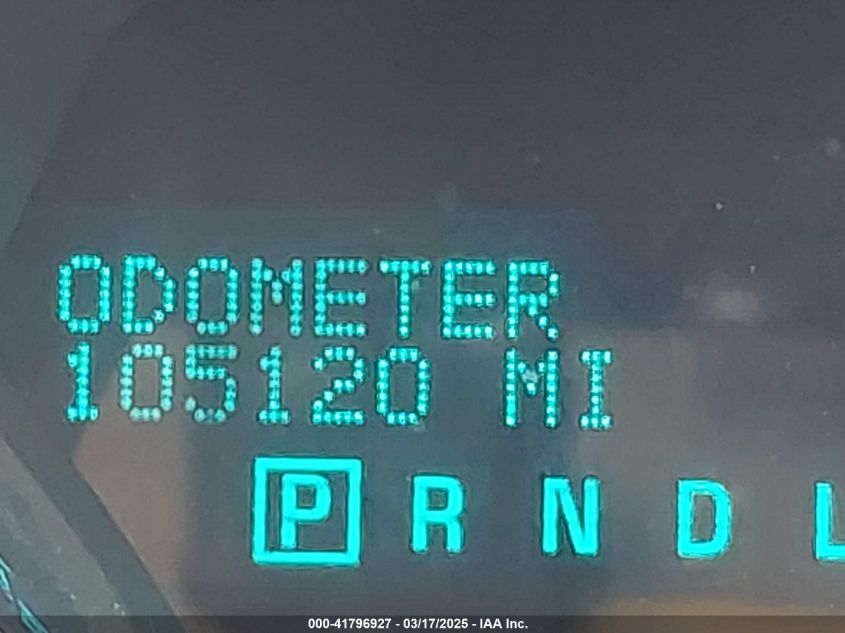 ODOMETER
105120 MI
P R N D L
000-41796927 - 03/17/2025 - IAA Inc.